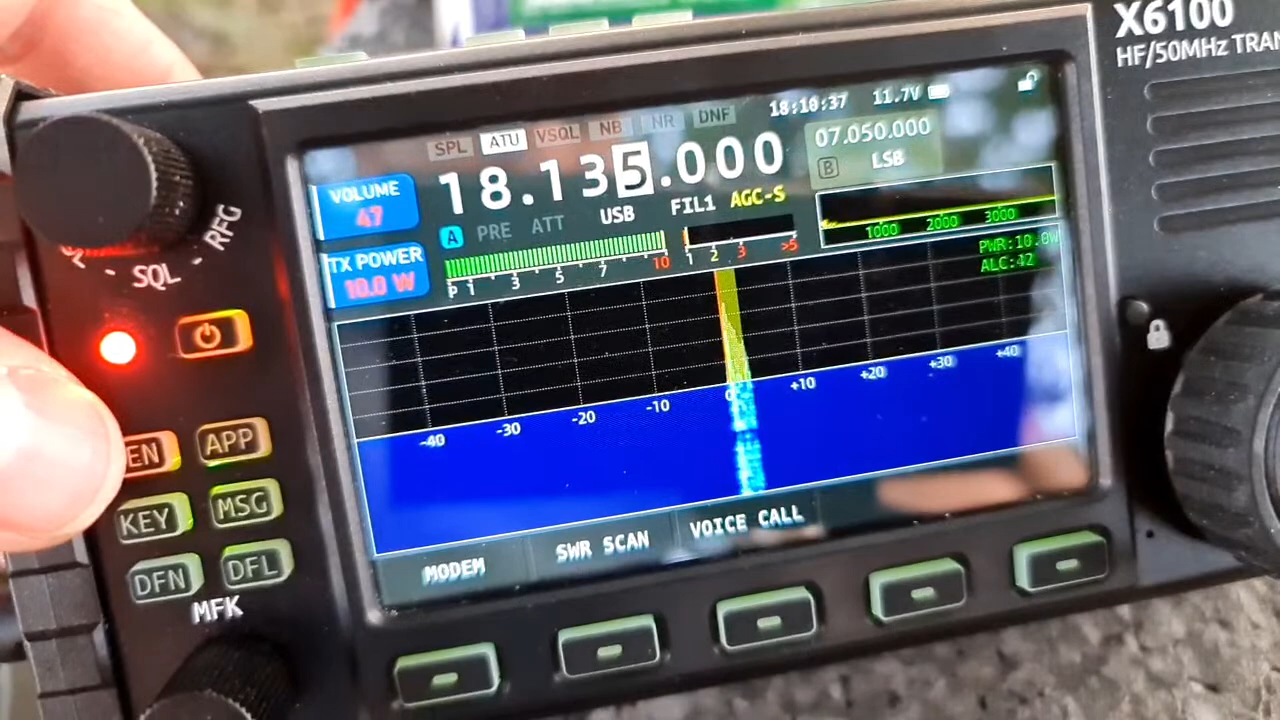 X6100
HF/50MHz TRAN
18:10:37 11.7V
SPL ATU VSQL NB NR DNF
18.135.000
07.050.000
B LSB
VOLUME
47
A PRE ATT USB FIL1 AGC-S
TX POWER
10.0 W
P 1 3 5 7 10
1 2 3 >5
1000 2000 3000
PWR:10.0W
ALC:42
-40 -30 -20 -10 0 +10 +20 +30 +40
MODEM SWR SCAN VOICE CALL
SQL RFG
EN APP
KEY MSG
DFN DFL
MFK